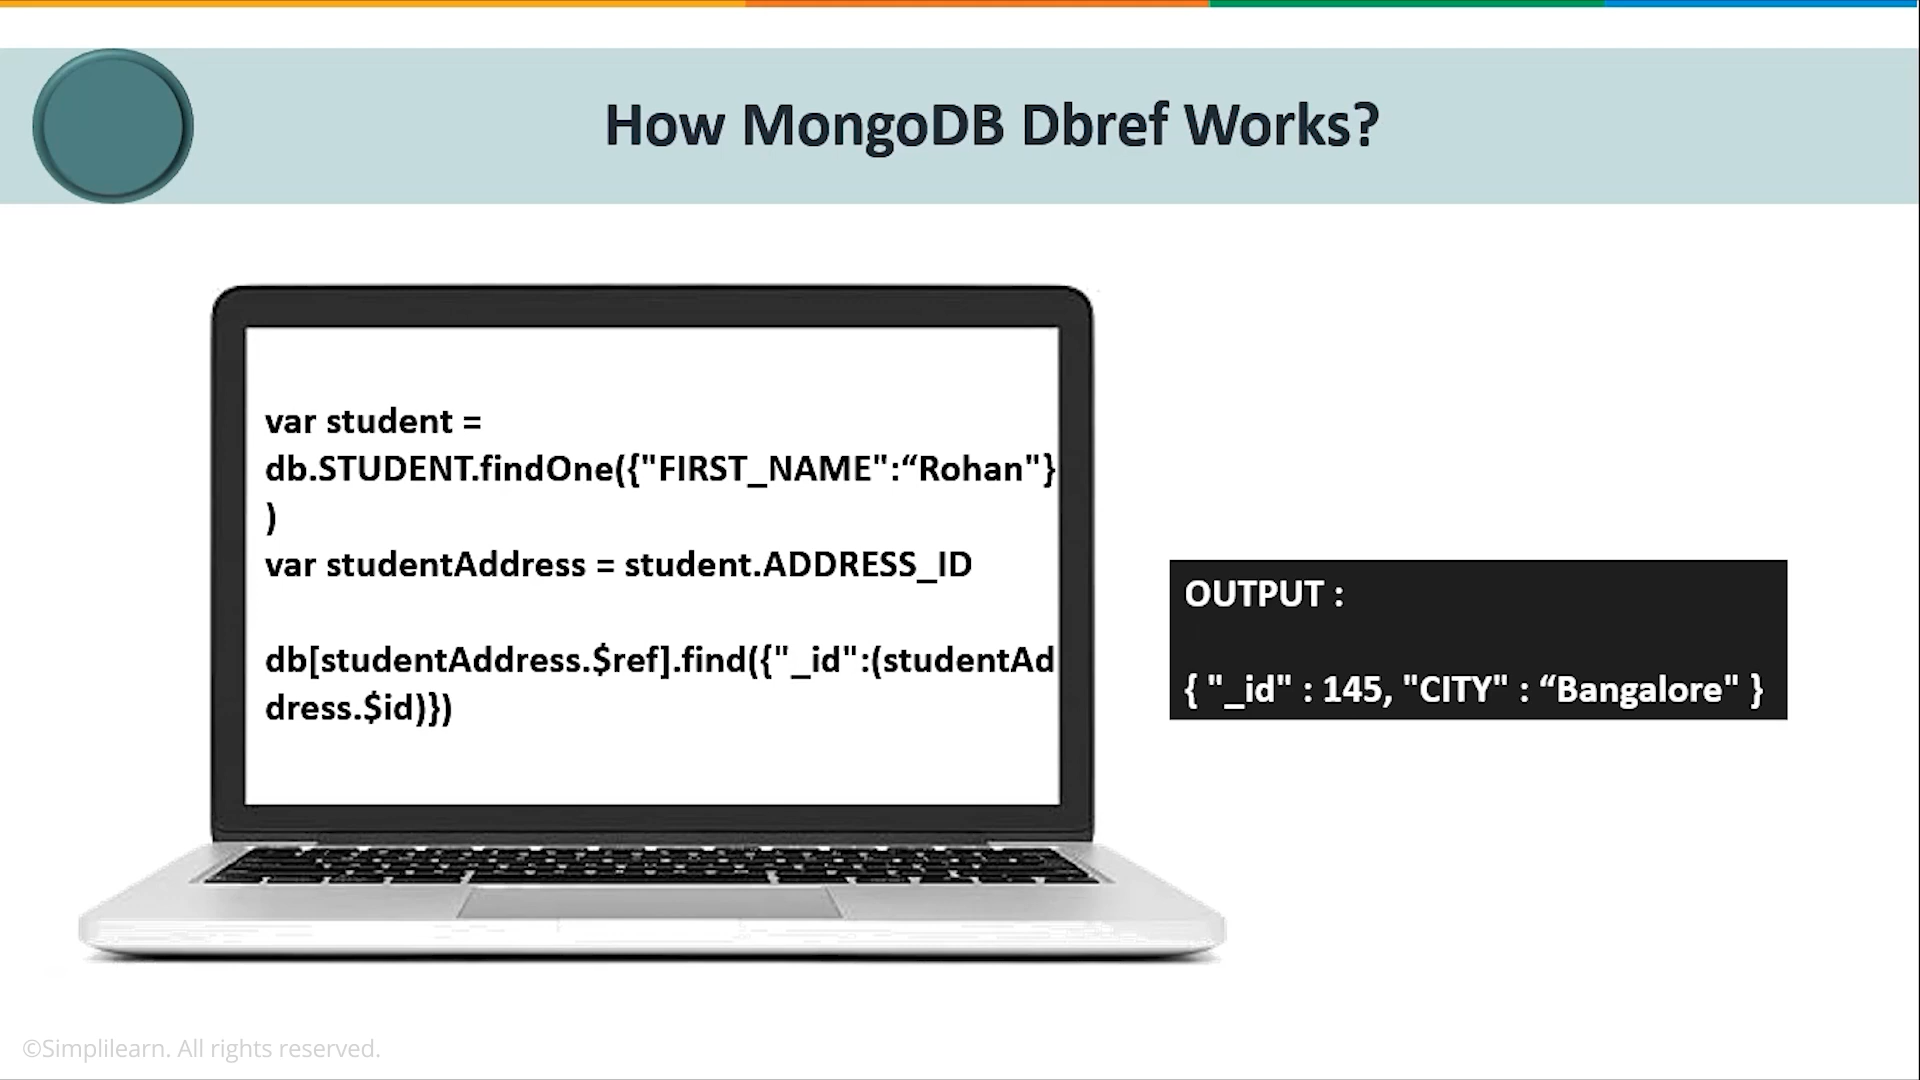 How MongoDB Dbref Works?
var student =
db.STUDENT.findOne({"FIRST_NAME":“Rohan"}
)
var studentAddress = student.ADDRESS_ID
db[studentAddress.$ref].find({"_id":(studentAd
dress.$id)})
OUTPUT :
{ "_id" : 145, "CITY" : “Bangalore" }
©Simplilearn. All rights reserved.